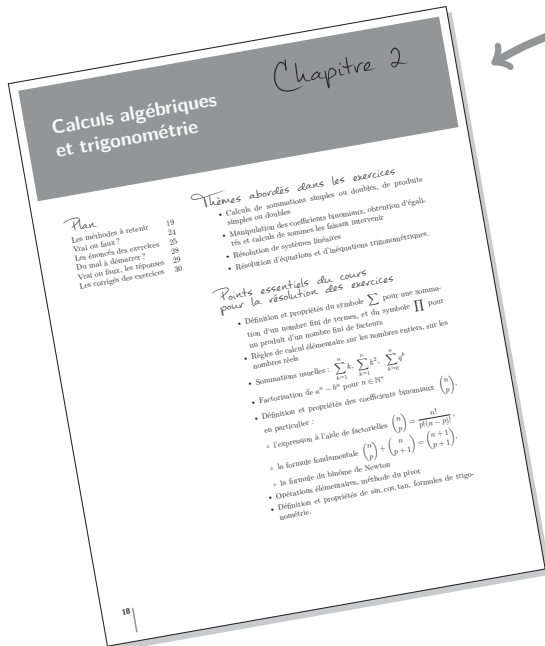 Chapitre 2
Calculs algébriques
et trigonométrie
Plan
Les méthodes à retenir 19
Vrai ou faux ? 24
Les énoncés des exercices 25
Du mal à démarrer ? 28
Vrai ou faux, les réponses 29
Les corrigés des exercices 30
Thèmes abordés dans les exercices
• Calculs de sommations simples ou doubles, de produits
simples ou doubles
• Manipulation des coefficients binomiaux, obtention d'égali-
tés et calculs de sommes les faisant intervenir
• Résolution de systèmes linéaires
• Résolution d'équations et d'inéquations trigonométriques.
Points essentiels du cours
pour la résolution des exercices
• Définition et propriétés du symbole ∑ pour une somma-
tion d'un nombre fini de termes, et du symbole ∏ pour
un produit d'un nombre fini de facteurs
• Règles de calcul élémentaire sur les nombres entiers, sur les
nombres réels
• Sommations usuelles : ∑_{k=1}^{n} k, ∑_{k=1}^{n} k², ∑_{k=0}^{n} q^k
• Factorisation de aⁿ − bⁿ pour n ∈ ℕ*
• Définition et propriétés des coefficients binomiaux (n p),
en particulier :
∘ l'expression à l'aide de factorielles (n p) = n!/(p!(n − p)!),
∘ la formule fondamentale (n p) + (n p + 1) = (n + 1 p + 1),
∘ la formule du binôme de Newton
• Opérations élémentaires, méthode du pivot
• Définition et propriétés de sin, cos, tan, formules de trigo-
nométrie.
18